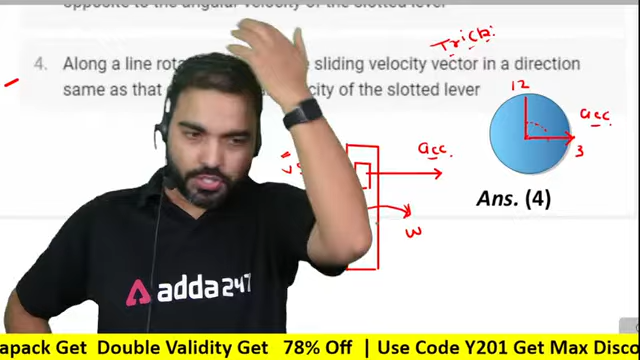 opposite to the angular velocity of the slotted lever
4. Along a line rota sliding velocity vector in a direction
same as that city of the slotted lever
Trick:
12
acc
3
acc.
"v"
w
Ans. (4)
adda247
apack Get Double Validity Get 78% Off | Use Code Y201 Get Max Disco